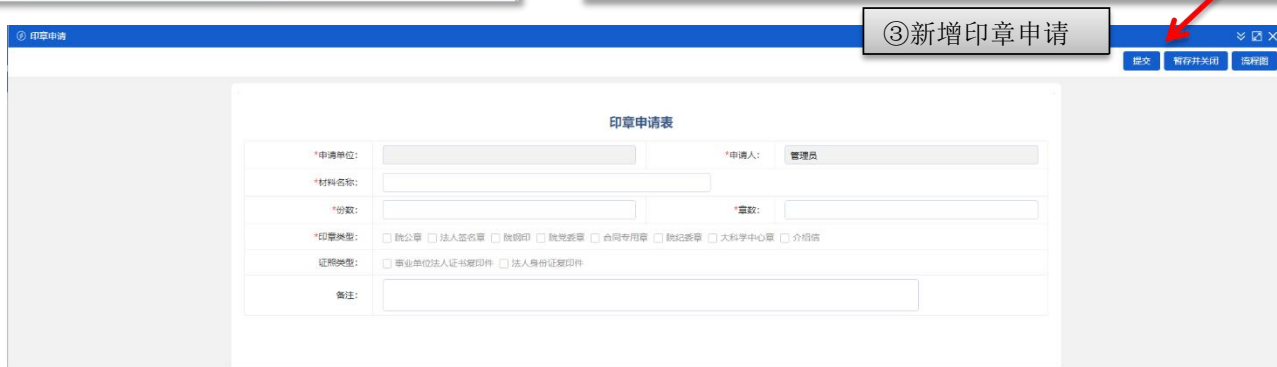 印章申请
③新增印章申请
提交 暂存并关闭 流程图
印章申请表
*申请单位： *申请人： 管理员
*材料名称：
*份数： *章数：
*印章类型： 院公章 法人签名章 院钢印 院党委章 合同专用章 院纪委章 大科学中心章 介绍信
证照类型： 事业单位法人证书复印件 法人身份证复印件
备注：